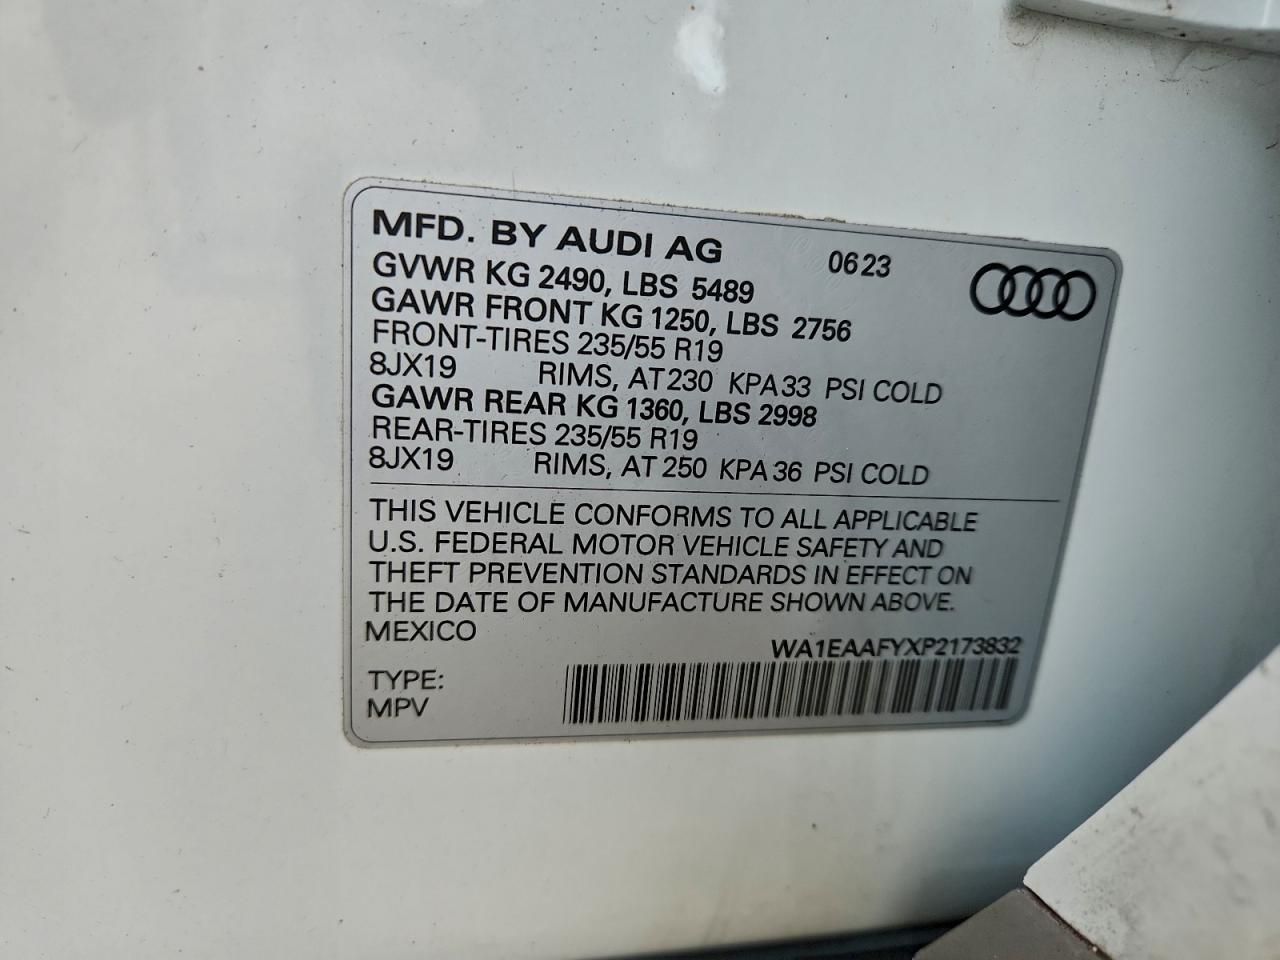 MFD. BY AUDI AG 0623
GVWR KG 2490, LBS 5489
GAWR FRONT KG 1250, LBS 2756
FRONT-TIRES 235/55 R19
8JX19 RIMS, AT 230 KPA 33 PSI COLD
GAWR REAR KG 1360, LBS 2998
REAR-TIRES 235/55 R19
8JX19 RIMS, AT 250 KPA 36 PSI COLD
THIS VEHICLE CONFORMS TO ALL APPLICABLE
U.S. FEDERAL MOTOR VEHICLE SAFETY AND
THEFT PREVENTION STANDARDS IN EFFECT ON
THE DATE OF MANUFACTURE SHOWN ABOVE.
MEXICO
WA1EAAFYXP2173832
TYPE:
MPV